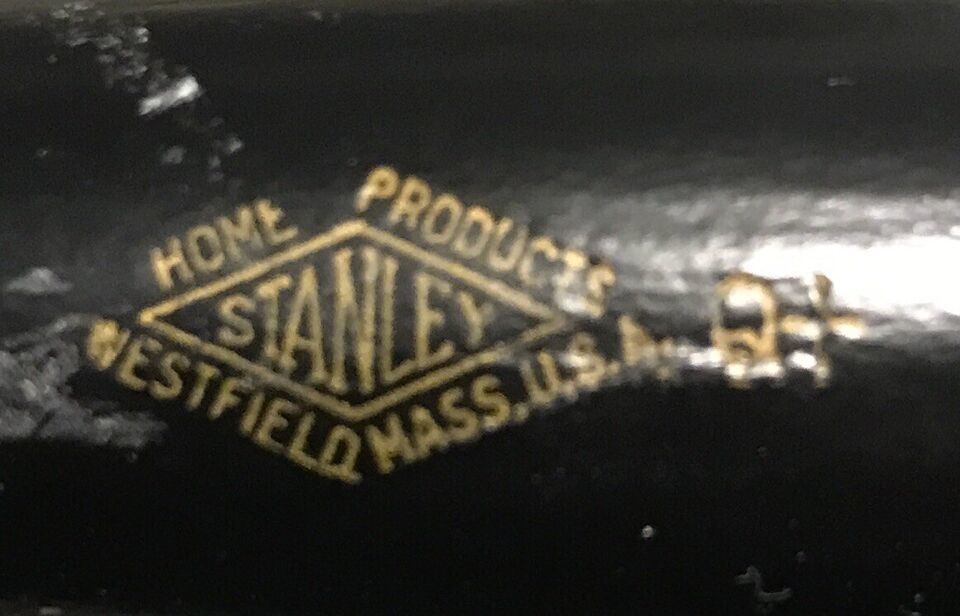 HOME PRODUCTS
STANLEY
WESTFIELD, MASS. U.S.A.